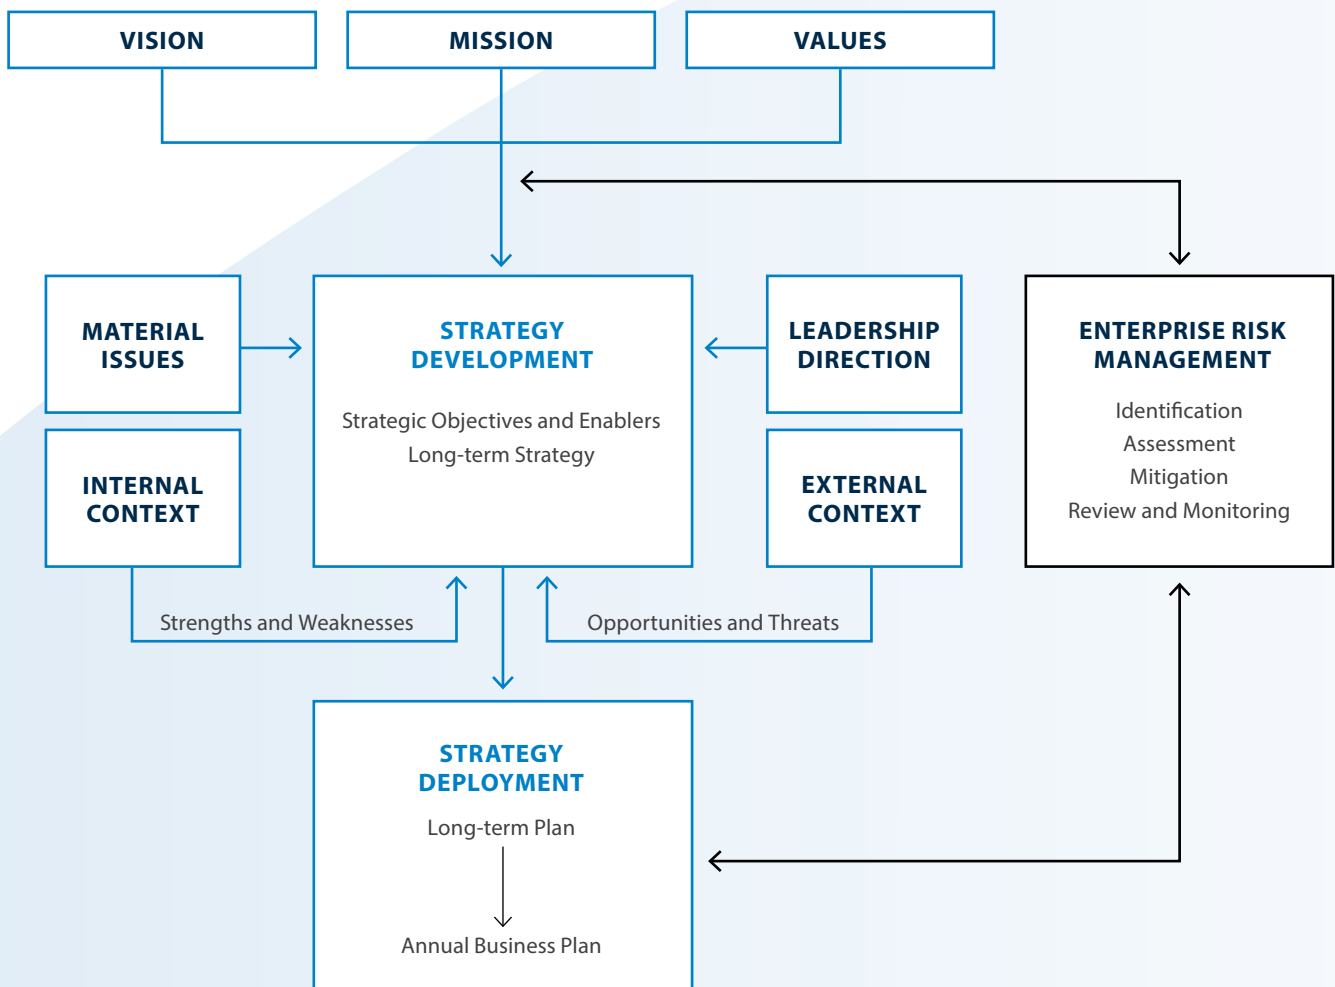 VISION
MISSION
VALUES
MATERIAL
ISSUES
STRATEGY
DEVELOPMENT
Strategic Objectives and Enablers
Long-term Strategy
LEADERSHIP
DIRECTION
ENTERPRISE RISK
MANAGEMENT
Identification
Assessment
Mitigation
Review and Monitoring
INTERNAL
CONTEXT
EXTERNAL
CONTEXT
Strengths and Weaknesses
Opportunities and Threats
STRATEGY
DEPLOYMENT
Long-term Plan
Annual Business Plan